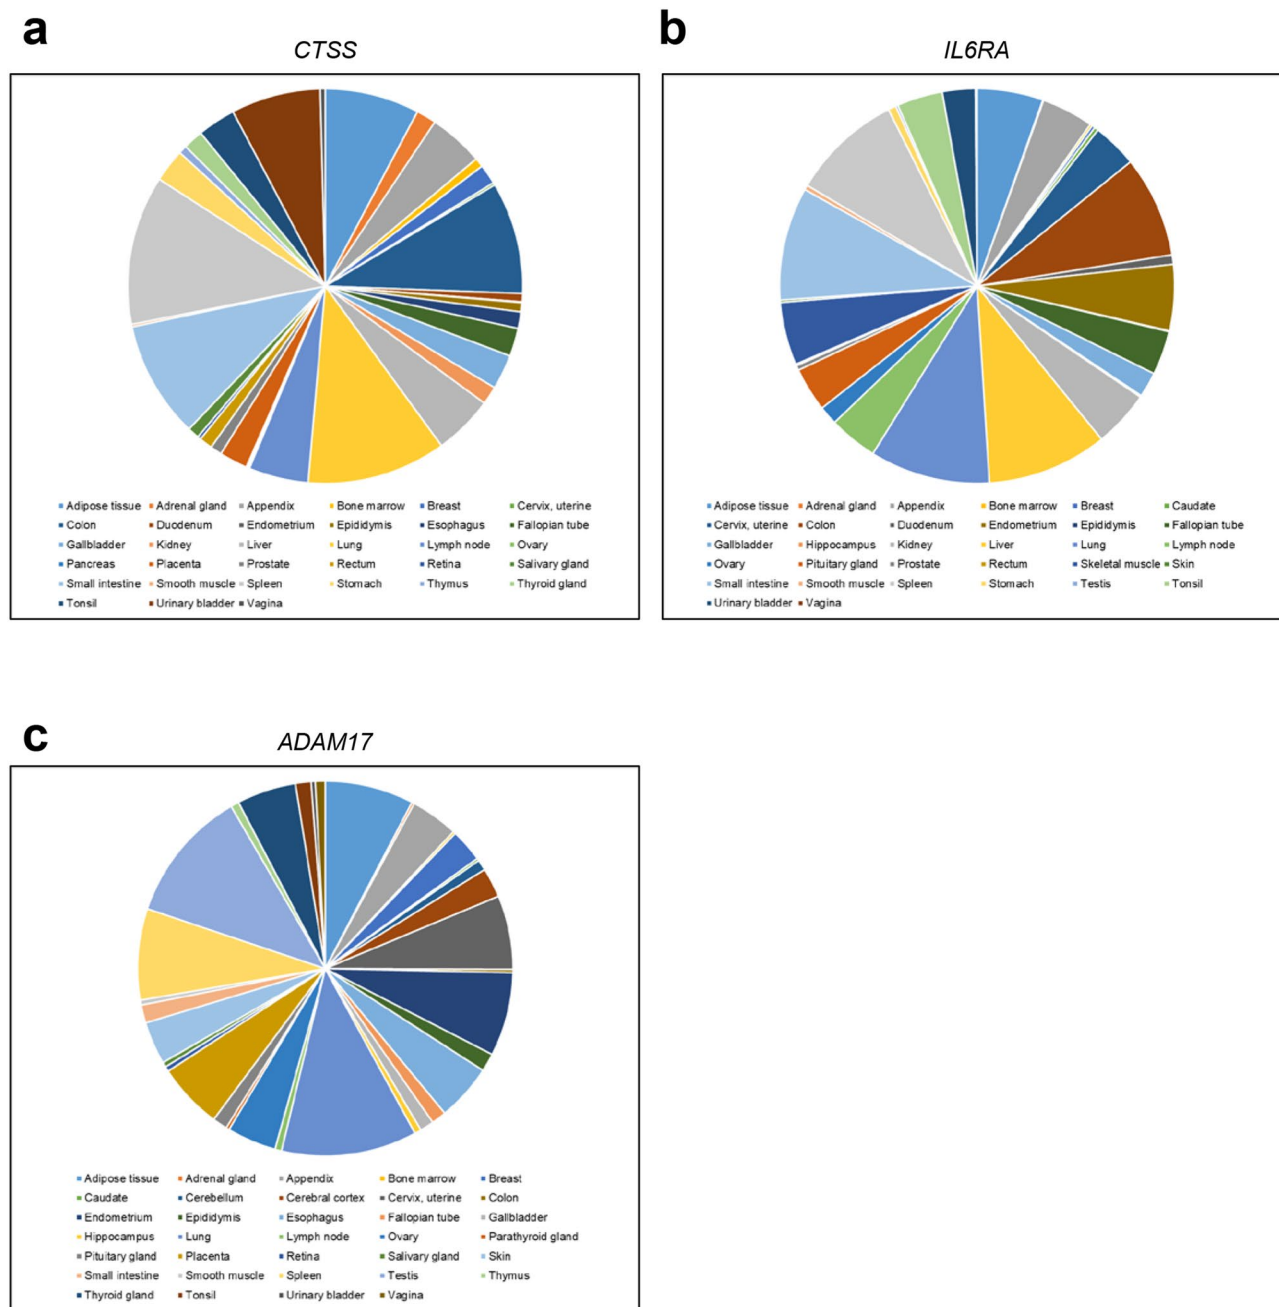 a
CTSS
b
IL6RA
Adipose tissue Adrenal gland Appendix Bone marrow Breast Cervix, uterine
Colon Duodenum Endometrium Epididymis Esophagus Fallopian tube
Gallbladder Kidney Liver Lung Lymph node Ovary
Pancreas Placenta Prostate Rectum Retina Salivary gland
Small intestine Smooth muscle Spleen Stomach Thymus Thyroid gland
Tonsil Urinary bladder Vagina
Adipose tissue Adrenal gland Appendix Bone marrow Breast Caudate
Cervix, uterine Colon Duodenum Endometrium Epididymis Fallopian tube
Gallbladder Hippocampus Kidney Liver Lung Lymph node
Ovary Pituitary gland Prostate Rectum Skeletal muscle Skin
Small intestine Smooth muscle Spleen Stomach Testis Tonsil
Urinary bladder Vagina
c
ADAM17
Adipose tissue Adrenal gland Appendix Bone marrow Breast
Caudate Cerebellum Cerebral cortex Cervix, uterine Colon
Endometrium Epididymis Esophagus Fallopian tube Gallbladder
Hippocampus Lung Lymph node Ovary Parathyroid gland
Pituitary gland Placenta Retina Salivary gland Skin
Small intestine Smooth muscle Spleen Testis Thymus
Thyroid gland Tonsil Urinary bladder Vagina